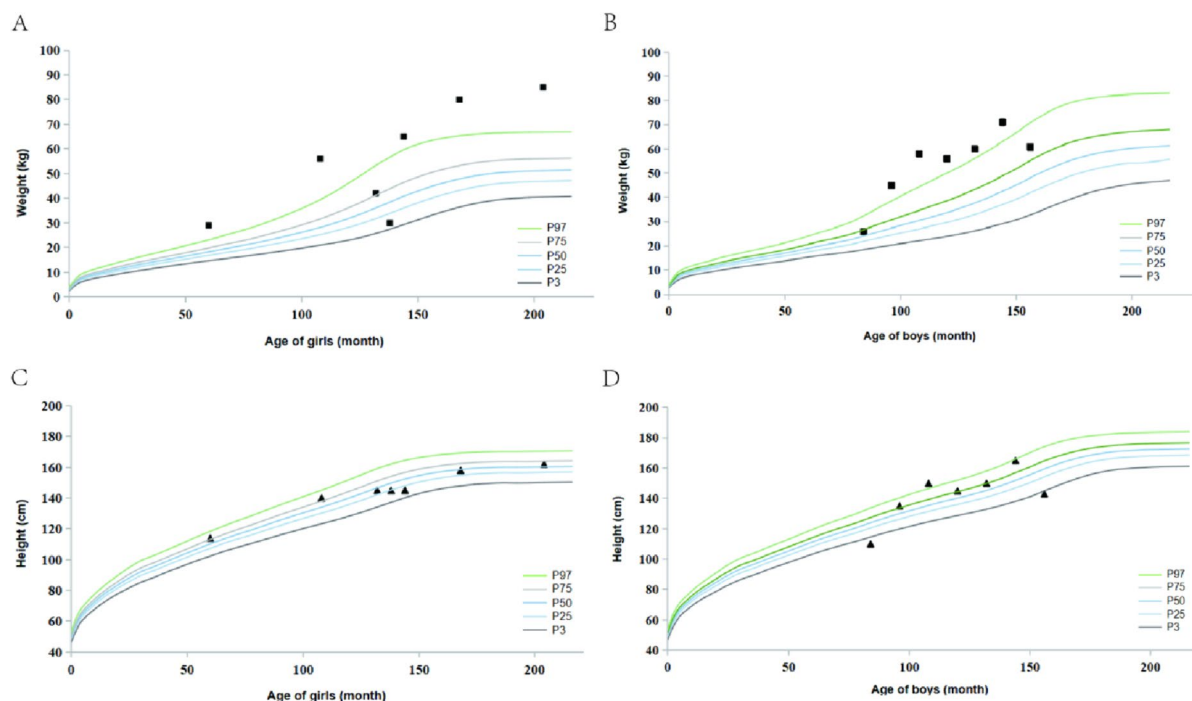 A
100
90
80
70
60
50
40
30
20
10
0
Weight (kg)
0 50 100 150 200
Age of girls (month)
P97
P75
P50
P25
P3
B
100
90
80
70
60
50
40
30
20
10
0
Weight (kg)
0 50 100 150 200
Age of boys (month)
P97
P75
P50
P25
P3
C
200
180
160
140
120
100
80
60
40
Height (cm)
0 50 100 150 200
Age of girls (month)
P97
P75
P50
P25
P3
D
200
180
160
140
120
100
80
60
40
Height (cm)
0 50 100 150 200
Age of boys (month)
P97
P75
P50
P25
P3